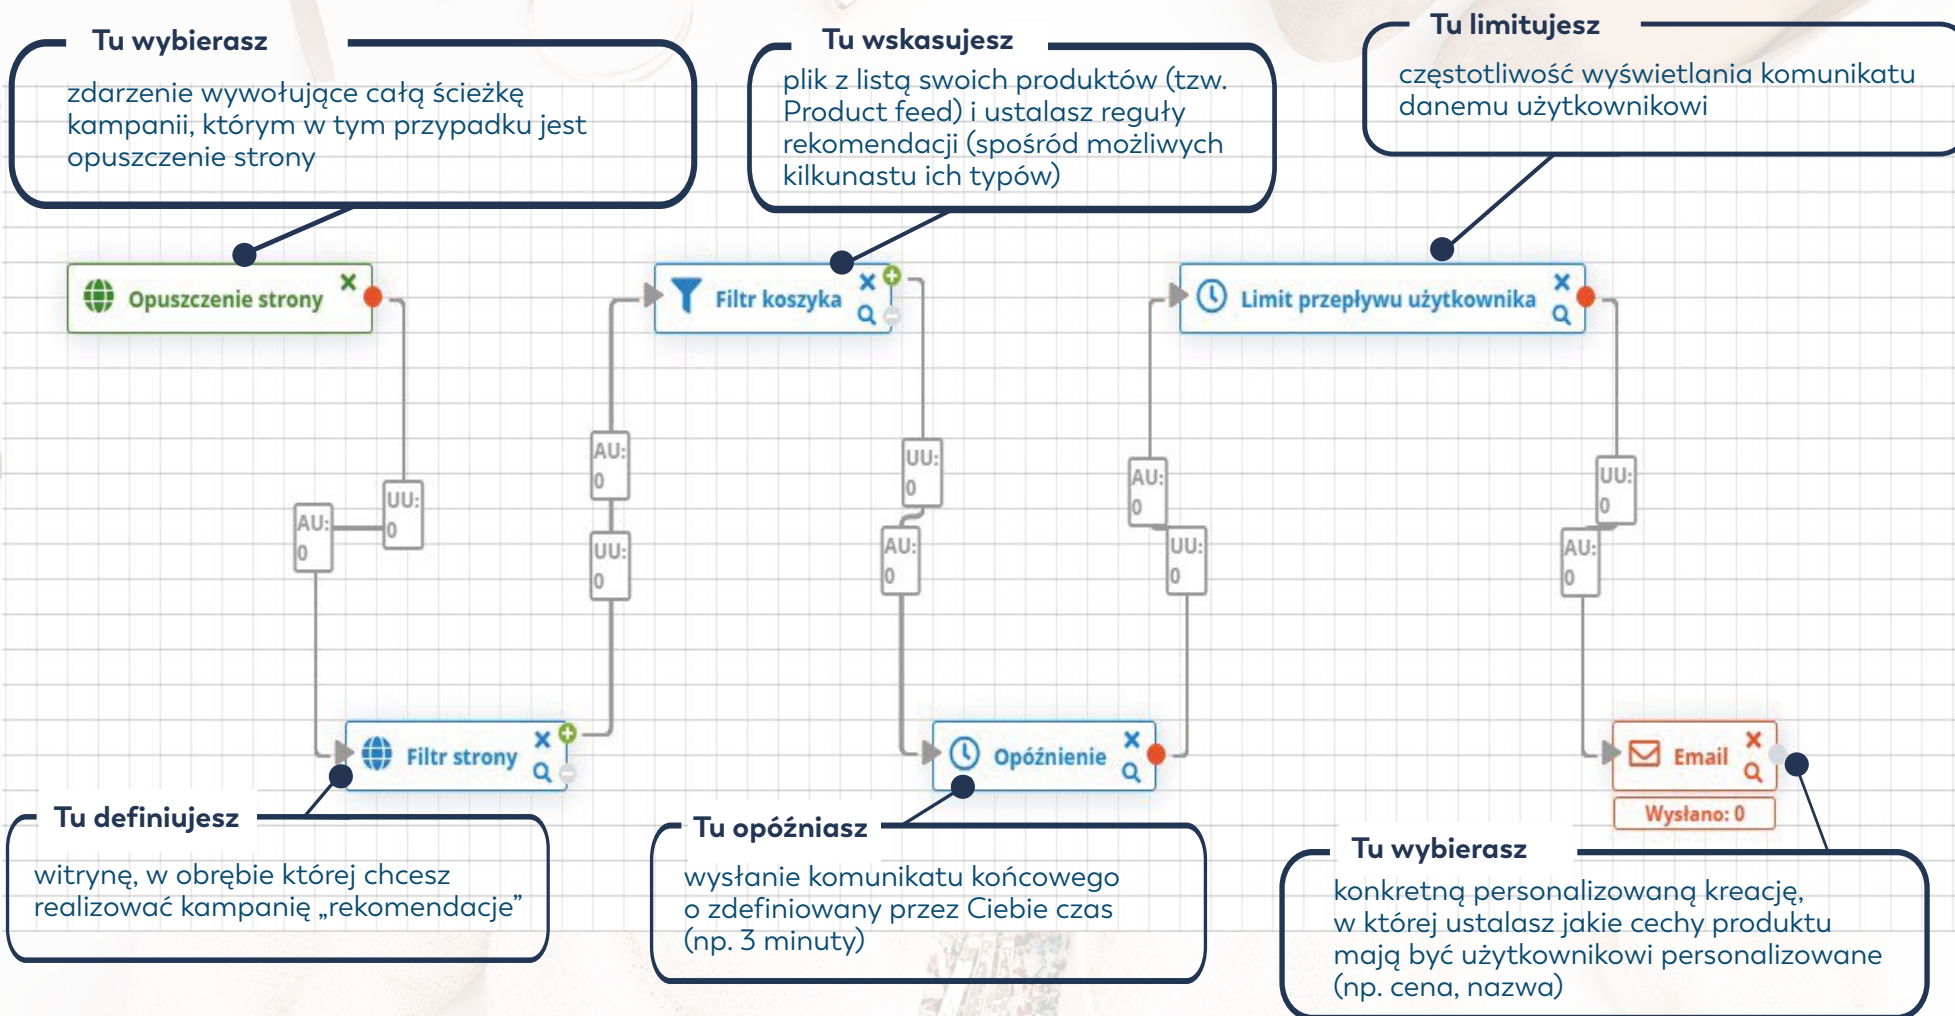 Tu wybierasz
zdarzenie wywołujące całą ścieżkę
kampanii, którym w tym przypadku jest
opuszczenie strony
Tu wskasujesz
plik z listą swoich produktów (tzw.
Product feed) i ustalasz reguły
rekomendacji (spośród możliwych
kilkunastu ich typów)
Tu limitujesz
częstotliwość wyświetlania komunikatu
danemu użytkownikowi
Opuszczenie strony
Filtr koszyka
Limit przepływu użytkownika
AU:
0
UU:
0
AU:
0
UU:
0
UU:
0
AU:
0
AU:
0
UU:
0
UU:
0
AU:
0
Filtr strony
Opóźnienie
Email
Wysłano: 0
Tu definiujesz
witrynę, w obrębie której chcesz
realizować kampanię „rekomendacje”
Tu opóźniasz
wysłanie komunikatu końcowego
o zdefiniowany przez Ciebie czas
(np. 3 minuty)
Tu wybierasz
konkretną personalizowaną kreację,
w której ustalasz jakie cechy produktu
mają być użytkownikowi personalizowane
(np. cena, nazwa)